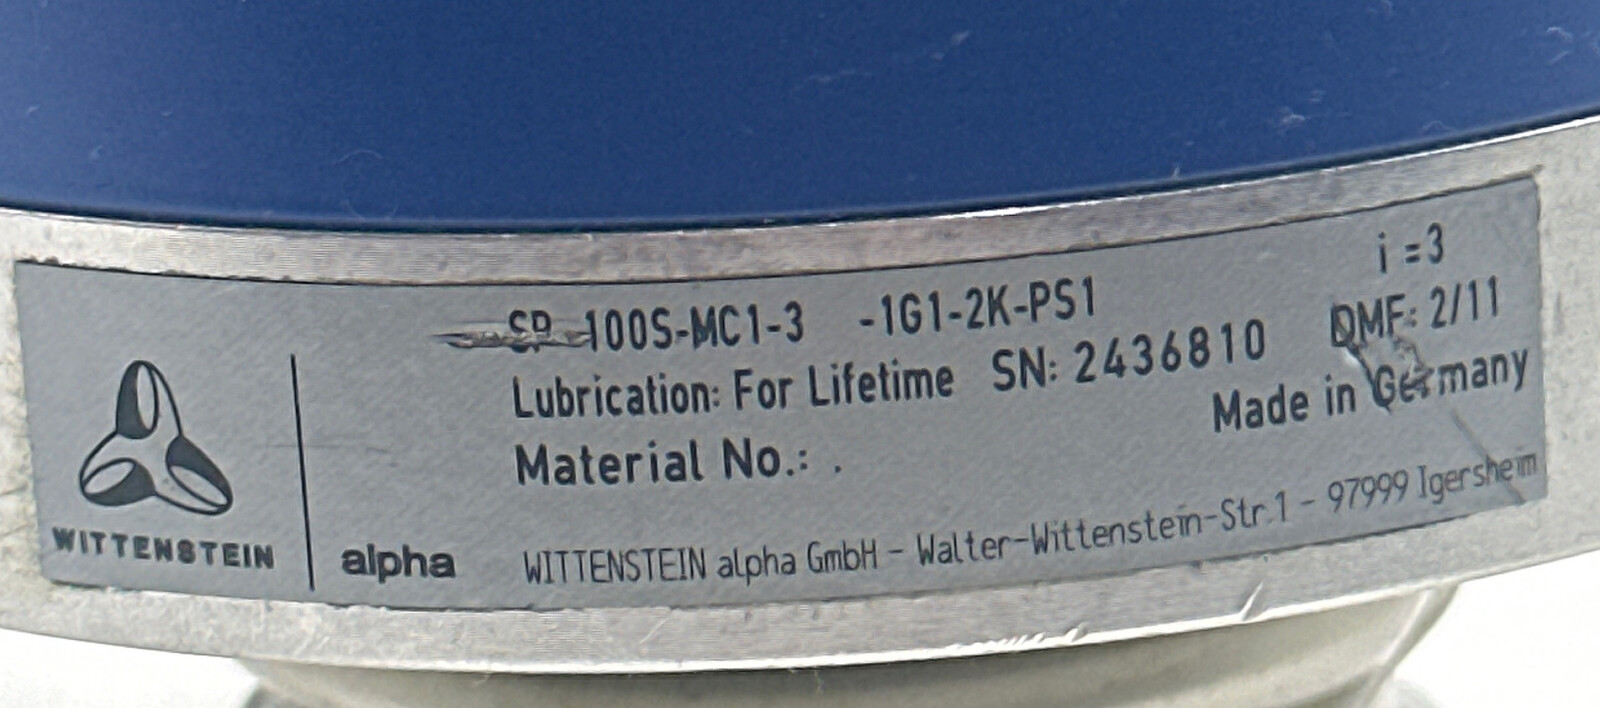 i =3
SP 100S-MC1-3 -1G1-2K-PS1
Lubrication: For Lifetime SN: 2436810 DMF: 2/11
Material No.: . Made in Germany
WITTENSTEIN
alpha
WITTENSTEIN alpha GmbH - Walter-Wittenstein-Str.1 - 97999 Igersheim